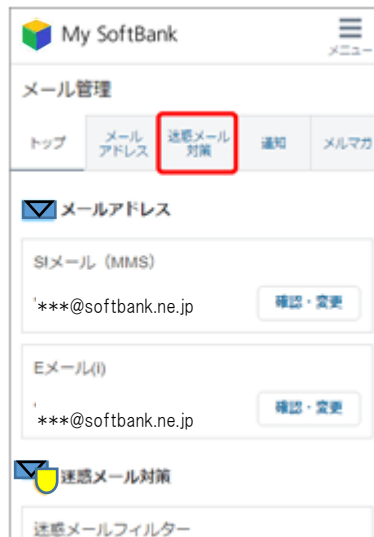 My SoftBank
メニュー
メール管理
トップ
メール
アドレス
迷惑メール
対策
通知
メルマガ
メールアドレス
S!メール（MMS）
***@softbank.ne.jp
確認・変更
Eメール(i)
***@softbank.ne.jp
確認・変更
迷惑メール対策
迷惑メールフィルター